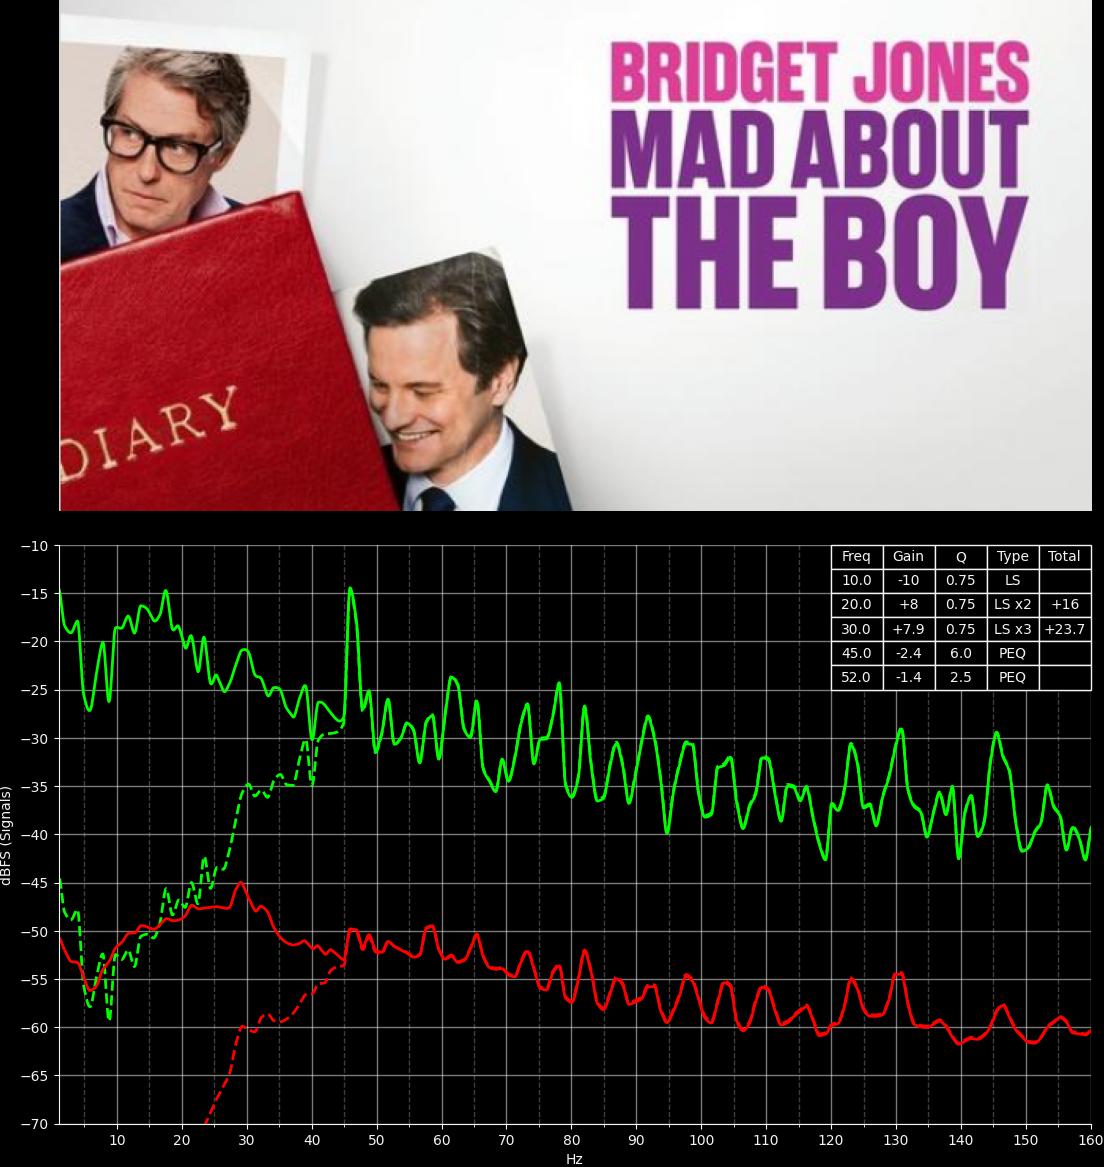 BRIDGET JONES
MAD ABOUT
THE BOY
DIARY
Freq Gain Q Type Total
10.0 -10 0.75 LS
20.0 +8 0.75 LS x2 +16
30.0 +7.9 0.75 LS x3 +23.7
45.0 -2.4 6.0 PEQ
52.0 -1.4 2.5 PEQ
−10
−15
−20
−25
−30
−35
−40
−45
−50
−55
−60
−65
−70
dBFS (Signals)
10 20 30 40 50 60 70 80 90 100 110 120 130 140 150 160
Hz